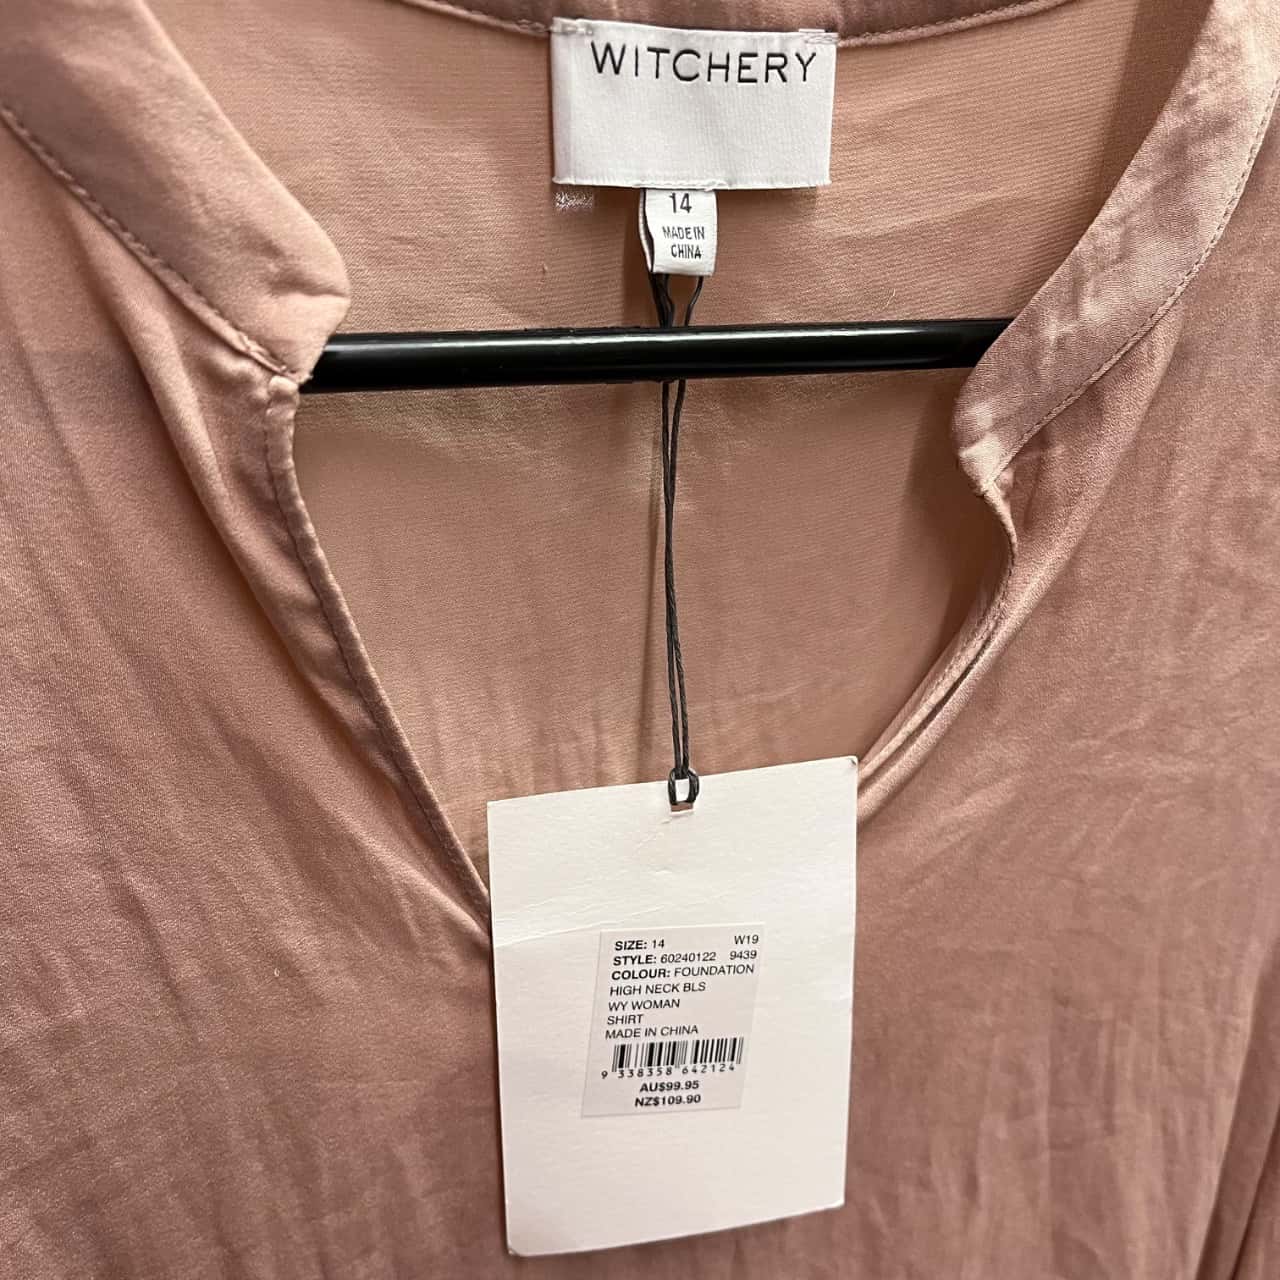 WITCHERY
14
MADE IN
CHINA
SIZE: 14 W19
STYLE: 60240122 9439
COLOUR: FOUNDATION
HIGH NECK BLS
WY WOMAN
SHIRT
MADE IN CHINA
9 338358 642124
AU$99.95
NZ$109.90